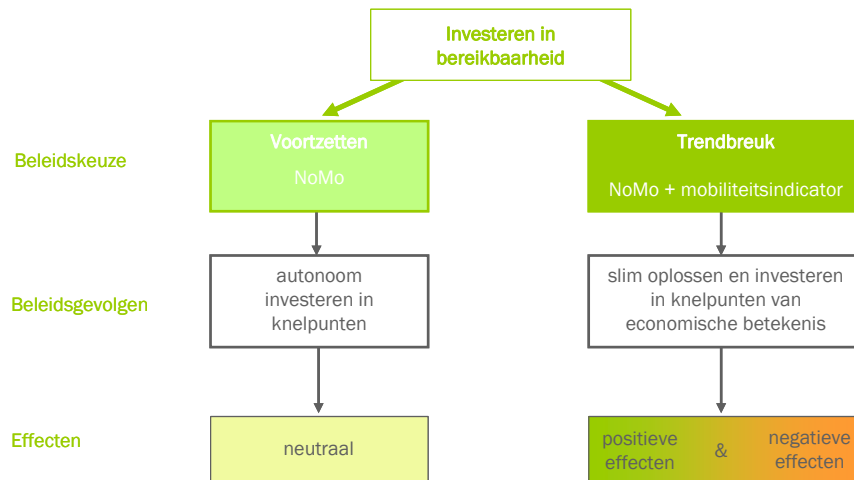 Investeren in
bereikbaarheid
Beleidskeuze
Voortzetten
NoMo
Trendbreuk
NoMo + mobiliteitsindicator
Beleidsgevolgen
autonoom
investeren in
knelpunten
slim oplossen en investeren
in knelpunten van
economische betekenis
Effecten
neutraal
positieve
effecten
&
negatieve
effecten